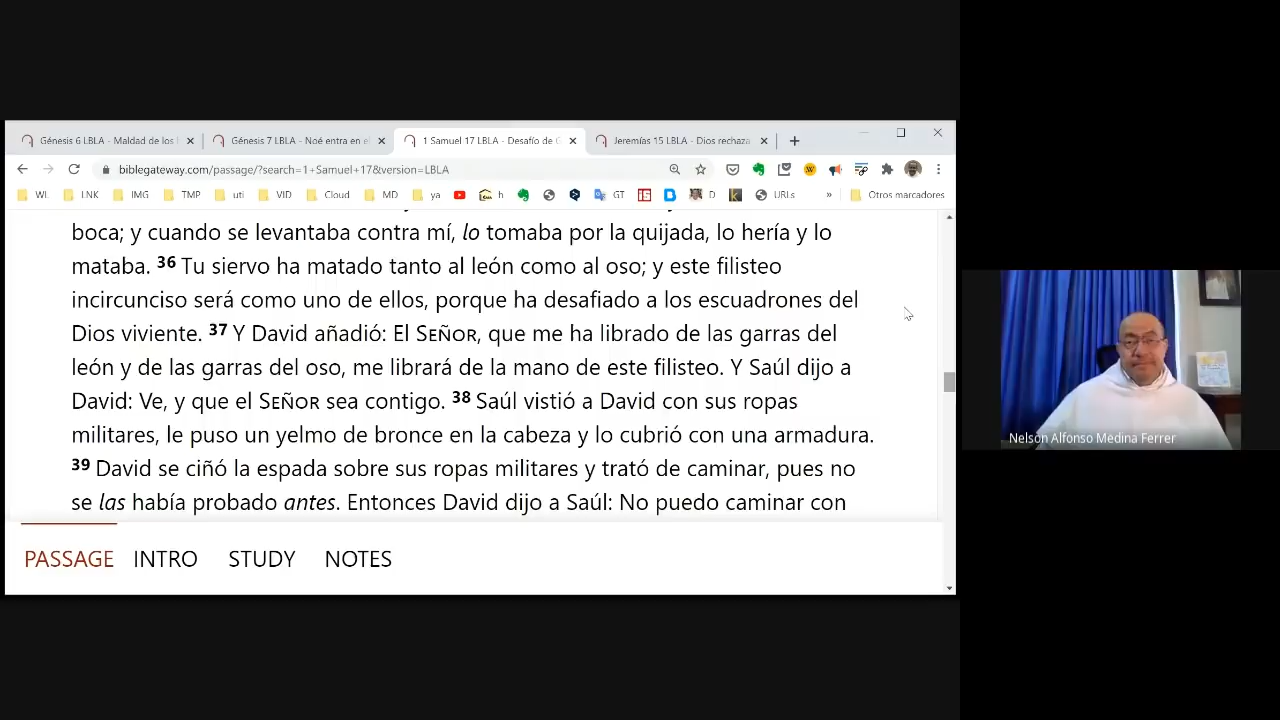 Génesis 6 LBLA - Maldad de los
Génesis 7 LBLA - Noé entra en el
1 Samuel 17 LBLA - Desafío de G
Jeremías 15 LBLA - Dios rechaza
biblegateway.com/passage/?search=1+Samuel+17&version=LBLA
WL LNK IMG TMP uti VID Cloud MD ya h GT D URLs » Otros marcadores
boca; y cuando se levantaba contra mí, lo tomaba por la quijada, lo hería y lo
mataba. 36 Tu siervo ha matado tanto al león como al oso; y este filisteo
incircunciso será como uno de ellos, porque ha desafiado a los escuadrones del
Dios viviente. 37 Y David añadió: El SEÑOR, que me ha librado de las garras del
león y de las garras del oso, me librará de la mano de este filisteo. Y Saúl dijo a
David: Ve, y que el SEÑOR sea contigo. 38 Saúl vistió a David con sus ropas
militares, le puso un yelmo de bronce en la cabeza y lo cubrió con una armadura.
39 David se ciñó la espada sobre sus ropas militares y trató de caminar, pues no
se las había probado antes. Entonces David dijo a Saúl: No puedo caminar con
PASSAGE INTRO STUDY NOTES
Nelson Alfonso Medina Ferrer